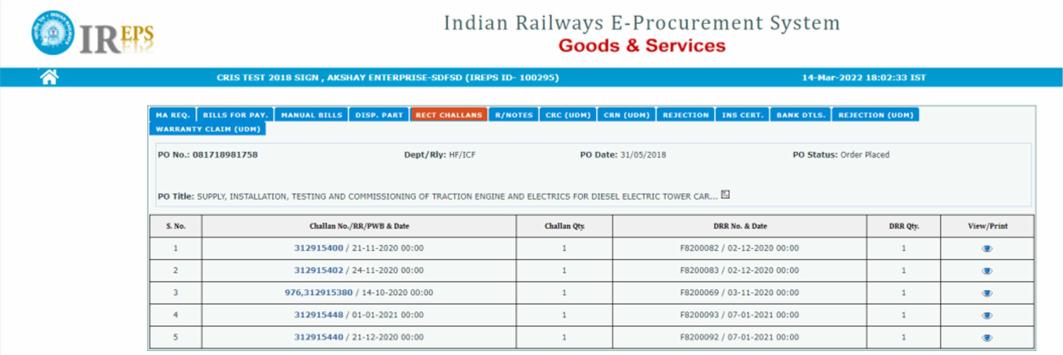 IREPS
Indian Railways E-Procurement System
Goods & Services
CRIS TEST 2018 SIGN , AKSHAY ENTERPRISE-SDFSD (IREPS ID- 100295) 14-Mar-2022 18:02:33 IST
MA REQ. BILLS FOR PAY. MANUAL BILLS DISP. PART RECT CHALLANS R/NOTES CRC (UDM) CRN (UDM) REJECTION INS CERT. BANK DTLS. REJECTION (UDM)
WARRANTY CLAIM (UDM)
PO No.: 081718981758 Dept/Rly: HF/ICF PO Date: 31/05/2018 PO Status: Order Placed
PO Title: SUPPLY, INSTALLATION, TESTING AND COMMISSIONING OF TRACTION ENGINE AND ELECTRICS FOR DIESEL ELECTRIC TOWER CAR...
S. No. Challan No./RR/PWB & Date Challan Qty. DRR No. & Date DRR Qty. View/Print
1 312915400 / 21-11-2020 00:00 1 F8200082 / 02-12-2020 00:00 1
2 312915402 / 24-11-2020 00:00 1 F8200083 / 02-12-2020 00:00 1
3 976,312915380 / 14-10-2020 00:00 1 F8200069 / 03-11-2020 00:00 1
4 312915448 / 01-01-2021 00:00 1 F8200093 / 07-01-2021 00:00 1
5 312915440 / 21-12-2020 00:00 1 F8200092 / 07-01-2021 00:00 1